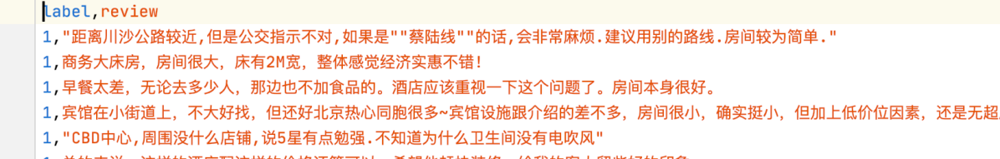 label,review
1,"距离川沙公路较近,但是公交指示不对,如果是""蔡陆线""的话,会非常麻烦.建议用别的路线.房间较为简单."
1,商务大床房，房间很大，床有2M宽，整体感觉经济实惠不错!
1,早餐太差，无论去多少人，那边也不加食品的。酒店应该重视一下这个问题了。房间本身很好。
1,宾馆在小街道上，不大好找，但还好北京热心同胞很多~宾馆设施跟介绍的差不多，房间很小，确实挺小，但加上低价位因素，还是无超
1,"CBD中心,周围没什么店铺,说5星有点勉强.不知道为什么卫生间没有电吹风"